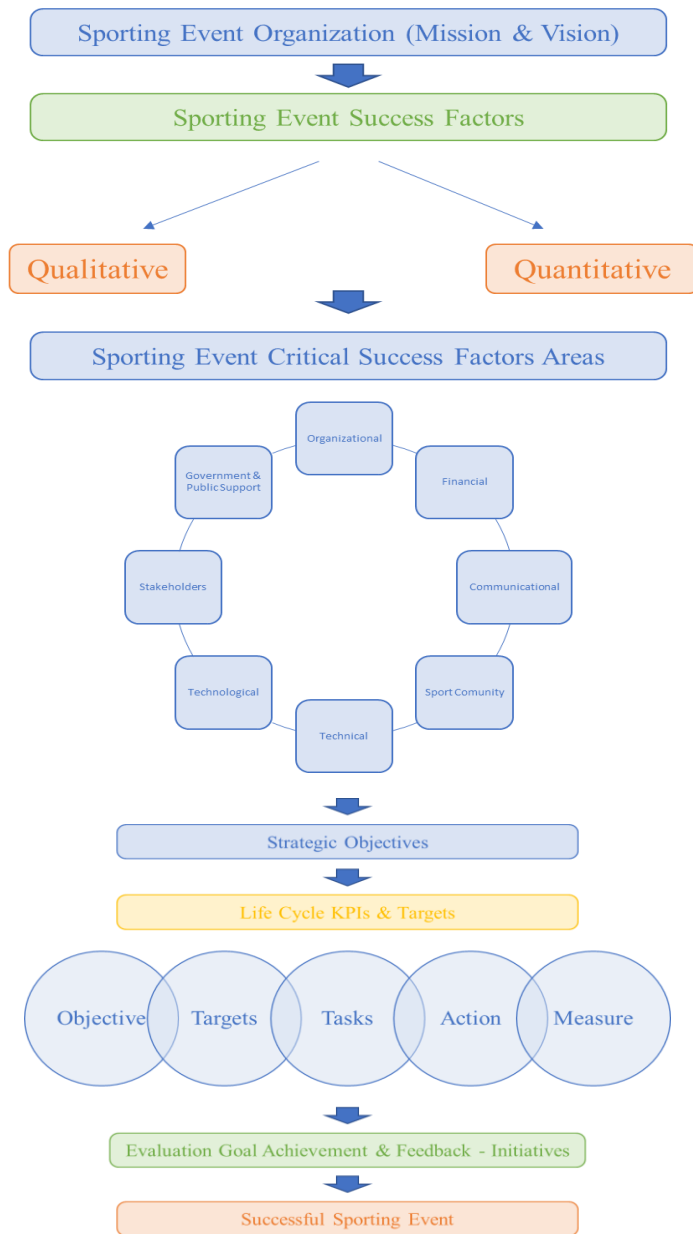 Sporting Event Organization (Mission & Vision)
Sporting Event Success Factors
Qualitative
Quantitative
Sporting Event Critical Success Factors Areas
Organizational
Government &
Public Support
Financial
Stakeholders
Communicational
Technological
Sport Comunity
Technical
Strategic Objectives
Life Cycle KPIs & Targets
Objective
Targets
Tasks
Action
Measure
Evaluation Goal Achievement & Feedback - Initiatives
Successful Sporting Event